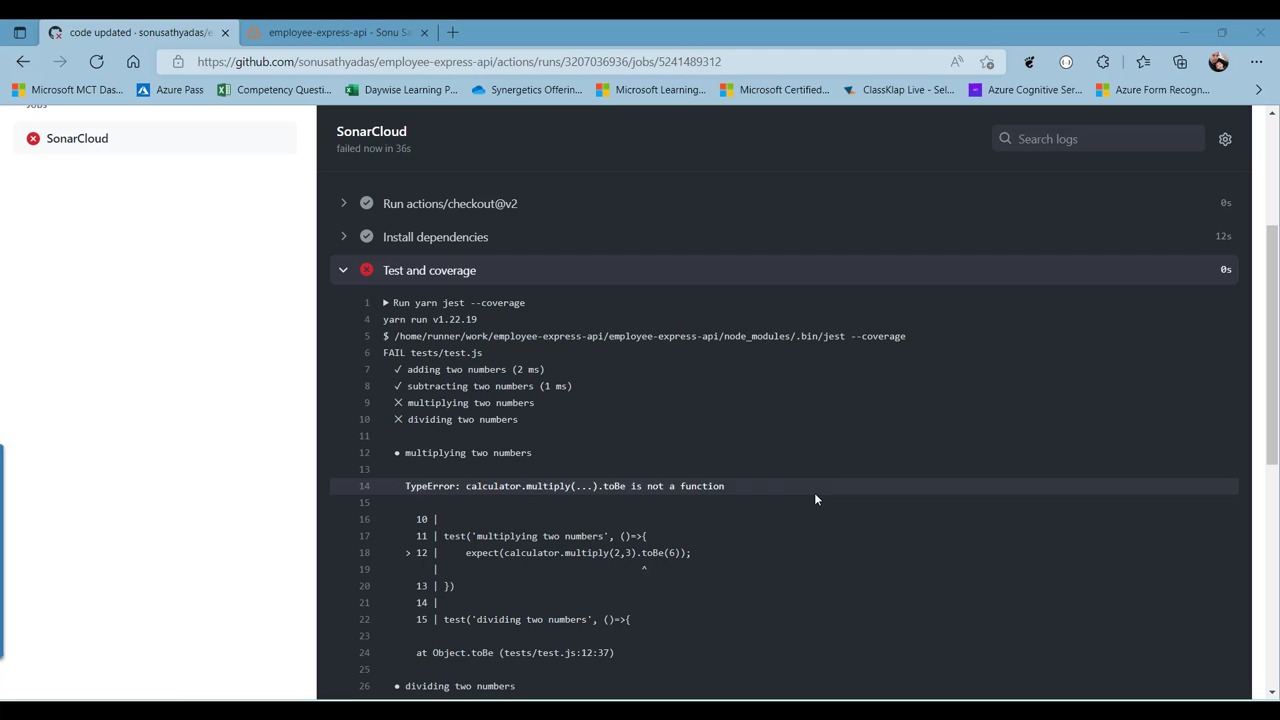 code updated · sonusathyadas/e
employee-express-api - Sonu Sa
https://github.com/sonusathyadas/employee-express-api/actions/runs/3207036936/jobs/5241489312
Microsoft MCT Das...
Azure Pass
Competency Questi...
Daywise Learning P...
Synergetics Offerin...
Microsoft Learning...
Microsoft Certified...
ClassKlap Live - Sel...
Azure Cognitive Ser...
Azure Form Recogn...
Jobs
SonarCloud
SonarCloud
failed now in 36s
Search logs
Run actions/checkout@v2 0s
Install dependencies 12s
Test and coverage 0s
1 Run yarn jest --coverage
4 yarn run v1.22.19
5 $ /home/runner/work/employee-express-api/employee-express-api/node_modules/.bin/jest --coverage
6 FAIL tests/test.js
7 ✓ adding two numbers (2 ms)
8 ✓ subtracting two numbers (1 ms)
9 ✕ multiplying two numbers
10 ✕ dividing two numbers
11
12 ● multiplying two numbers
13
14 TypeError: calculator.multiply(...).toBe is not a function
15
16 10 |
17 11 | test('multiplying two numbers', ()=>{
18 > 12 | expect(calculator.multiply(2,3).toBe(6));
19 | ^
20 13 | })
21 14 |
22 15 | test('dividing two numbers', ()=>{
23
24 at Object.toBe (tests/test.js:12:37)
25
26 ● dividing two numbers